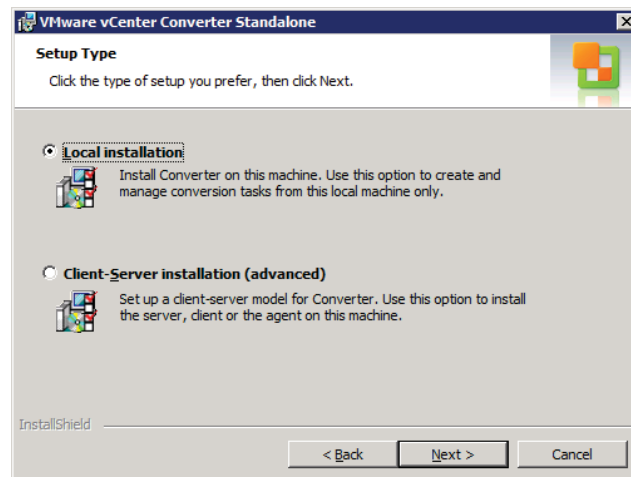 VMware vCenter Converter Standalone
Setup Type
Click the type of setup you prefer, then click Next.
Local installation
Install Converter on this machine. Use this option to create and
manage conversion tasks from this local machine only.
Client-Server installation (advanced)
Set up a client-server model for Converter. Use this option to install
the server, client or the agent on this machine.
InstallShield
< Back Next > Cancel